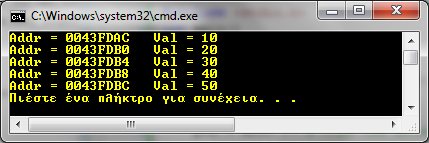 C:\Windows\system32\cmd.exe
Addr = 0043FDAC   Val = 10
Addr = 0043FDB0   Val = 20
Addr = 0043FDB4   Val = 30
Addr = 0043FDB8   Val = 40
Addr = 0043FDBC   Val = 50
Πιέστε ένα πλήκτρο για συνέχεια. . .